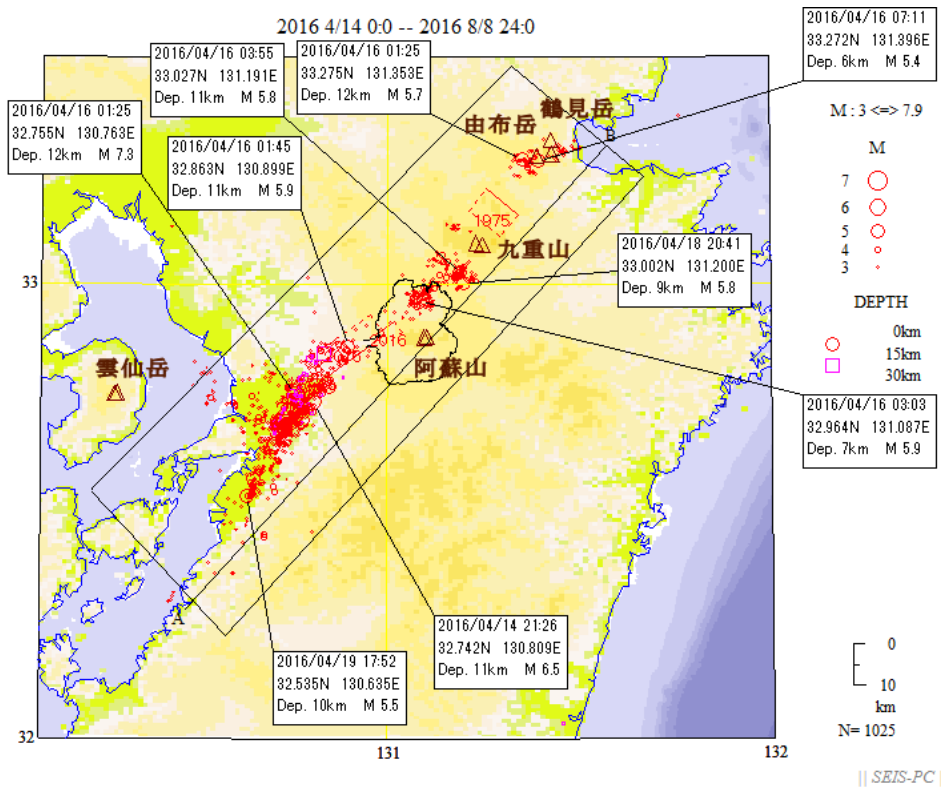 2016 4/14 0:0 -- 2016 8/8 24:0
2016/04/16 07:11
33.272N 131.396E
Dep. 6km M 5.4
2016/04/16 03:55
33.027N 131.191E
Dep. 11km M 5.8
2016/04/16 01:25
33.275N 131.353E
Dep. 12km M 5.7
2016/04/16 01:25
32.755N 130.763E
Dep. 12km M 7.3
2016/04/16 01:45
32.863N 130.899E
Dep. 11km M 5.9
鶴見岳
由布岳
B
M : 3 <=> 7.9
M
7
6
5
4
3
1975
九重山
2016/04/18 20:41
33.002N 131.200E
Dep. 9km M 5.8
33
DEPTH
0km
15km
30km
016
雲仙岳
阿蘇山
2016/04/16 03:03
32.964N 131.087E
Dep. 7km M 5.9
A
2016/04/14 21:26
32.742N 130.809E
Dep. 11km M 6.5
2016/04/19 17:52
32.535N 130.635E
Dep. 10km M 5.5
0
10
km
N= 1025
32
131
132
|| SEIS-PC |